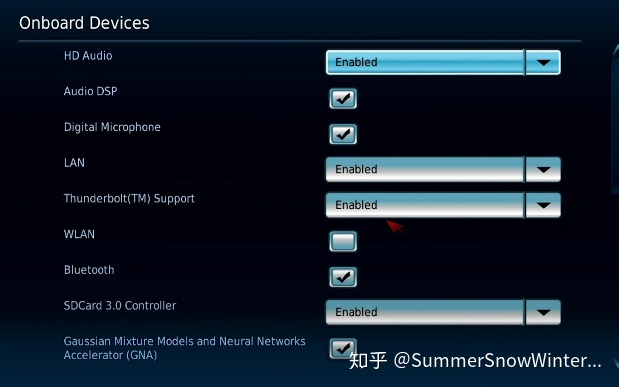 Onboard Devices
HD Audio
Enabled
Audio DSP
Digital Microphone
LAN
Enabled
Thunderbolt(TM) Support
Enabled
WLAN
Bluetooth
SDCard 3.0 Controller
Enabled
Gaussian Mixture Models and Neural Networks
Accelerator (GNA)
知乎 @SummerSnowWinter...